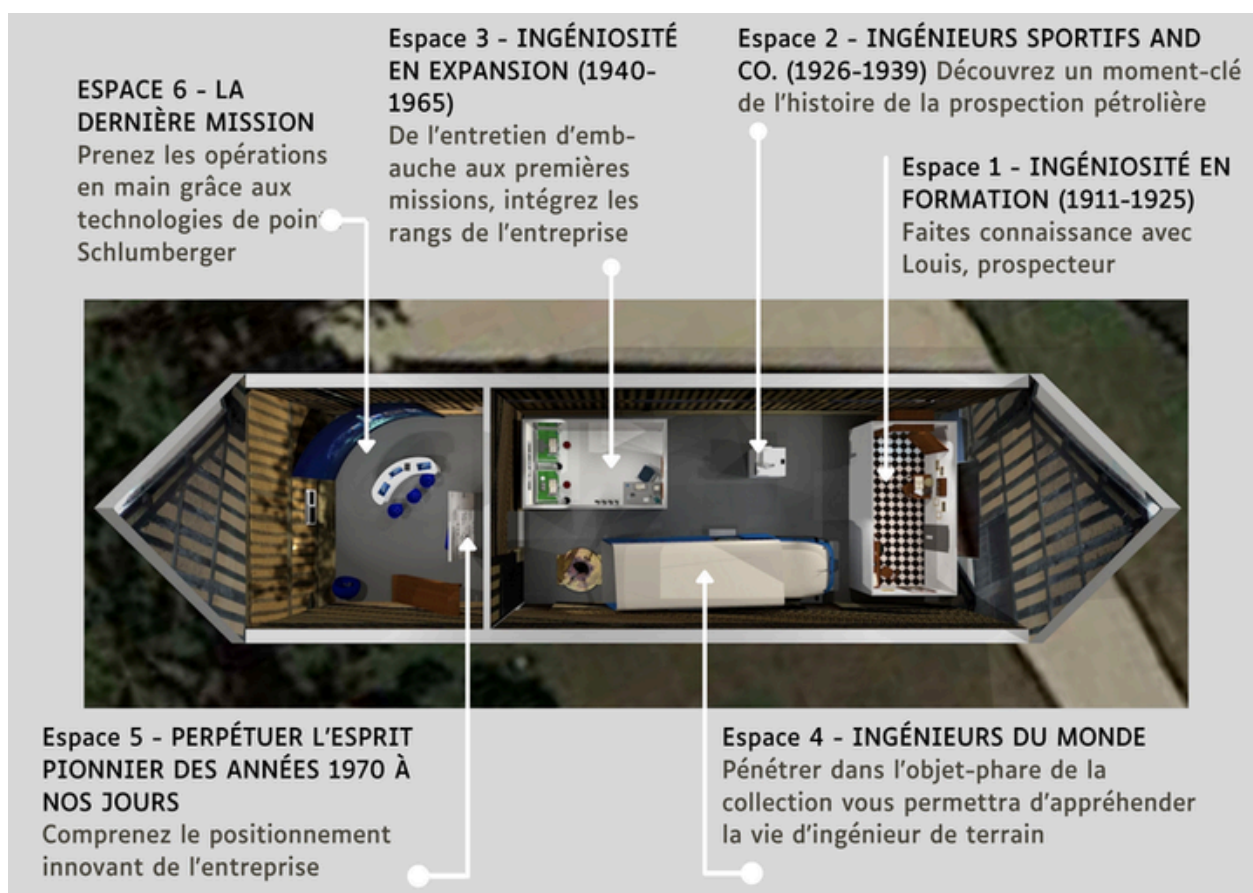 ESPACE 6 - LA
DERNIÈRE MISSION
Prenez les opérations
en main grâce aux
technologies de poin
Schlumberger
Espace 3 - INGÉNIOSITÉ
EN EXPANSION (1940-
1965)
De l'entretien d'emb-
auche aux premières
missions, intégrez les
rangs de l'entreprise
Espace 2 - INGÉNIEURS SPORTIFS AND
CO. (1926-1939) Découvrez un moment-clé
de l'histoire de la prospection pétrolière
Espace 1 - INGÉNIOSITÉ EN
FORMATION (1911-1925)
Faites connaissance avec
Louis, prospecteur
Espace 5 - PERPÉTUER L'ESPRIT
PIONNIER DES ANNÉES 1970 À
NOS JOURS
Comprenez le positionnement
innovant de l'entreprise
Espace 4 - INGÉNIEURS DU MONDE
Pénétrer dans l'objet-phare de la
collection vous permettra d'appréhender
la vie d'ingénieur de terrain